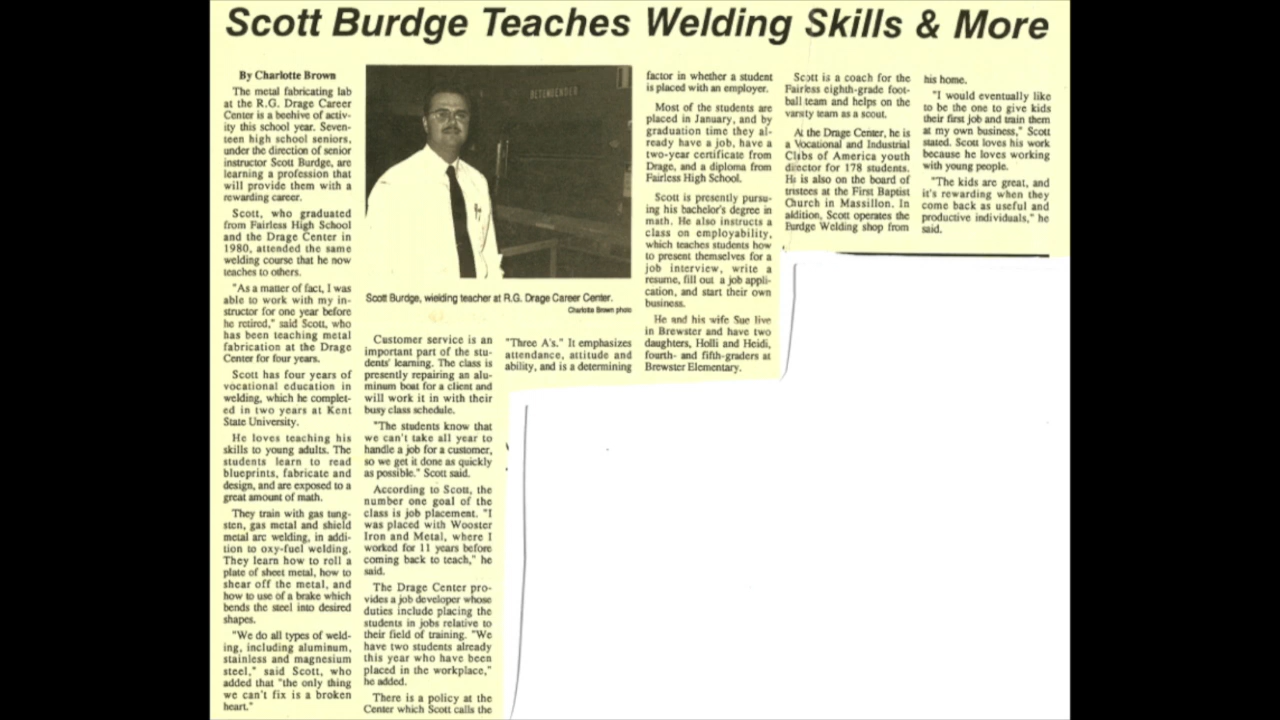 Scott Burdge Teaches Welding Skills & More
By Charlotte Brown
The metal fabricating lab
at the R.G. Drage Career
Center is a beehive of activ-
ity this school year. Seven-
teen high school seniors,
under the direction of senior
instructor Scott Burdge, are
learning a profession that
will provide them with a
rewarding career.
Scott, who graduated
from Fairless High School
and the Drage Center in
1980, attended the same
welding course that he now
teaches to others.
"As a matter of fact, I was
able to work with my in-
structor for one year before
he retired," said Scott, who
has been teaching metal
fabrication at the Drage
Center for four years.
Scott has four years of
vocational education in
welding, which he complet-
ed in two years at Kent
State University.
He loves teaching his
skills to young adults. The
students learn to read
blueprints, fabricate and
design, and are exposed to a
great amount of math.
They train with gas tung-
sten, gas metal and shield
metal arc welding, in addi-
tion to oxy-fuel welding.
They learn how to roll a
plate of sheet metal, how to
shear off the metal, and
how to use of a brake which
bends the steel into desired
shapes.
"We do all types of weld-
ing, including aluminum,
stainless and magnesium
steel," said Scott, who
added that "the only thing
we can't fix is a broken
heart."
Scott Burdge, wielding teacher at R.G. Drage Career Center.
Charlotte Brown photo
Customer service is an
important part of the stu-
dents' learning. The class is
presently repairing an alu-
minum boat for a client and
will work it in with their
busy class schedule.
"The students know that
we can't take all year to
handle a job for a customer,
so we get it done as quickly
as possible." Scott said.
According to Scott, the
number one goal of the
class is job placement. "I
was placed with Wooster
Iron and Metal, where I
worked for 11 years before
coming back to teach," he
said.
The Drage Center pro-
vides a job developer whose
duties include placing the
students in jobs relative to
their field of training. "We
have two students already
this year who have been
placed in the workplace,"
he added.
There is a policy at the
Center which Scott calls the
"Three A's." It emphasizes
attendance, attitude and
ability, and is a determining
factor in whether a student
is placed with an employer.
Most of the students are
placed in January, and by
graduation time they al-
ready have a job, have a
two-year certificate from
Drage, and a diploma from
Fairless High School.
Scott is presently pursu-
ing his bachelor's degree in
math. He also instructs a
class on employability,
which teaches students how
to present themselves for a
job interview, write a
resume, fill out a job appli-
cation, and start their own
business.
He and his wife Sue live
in Brewster and have two
daughters, Holli and Heidi,
fourth- and fifth-graders at
Brewster Elementary.
Scott is a coach for the
Fairless eighth-grade foot-
ball team and helps on the
varsity team as a scout.
At the Drage Center, he is
a Vocational and Industrial
Clubs of America youth
director for 178 students.
He is also on the board of
trustees at the First Baptist
Church in Massillon. In
addition, Scott operates the
Burdge Welding shop from
his home.
"I would eventually like
to be the one to give kids
their first job and train them
at my own business," Scott
stated. Scott loves his work
because he loves working
with young people.
"The kids are great, and
it's rewarding when they
come back as useful and
productive individuals," he
said.